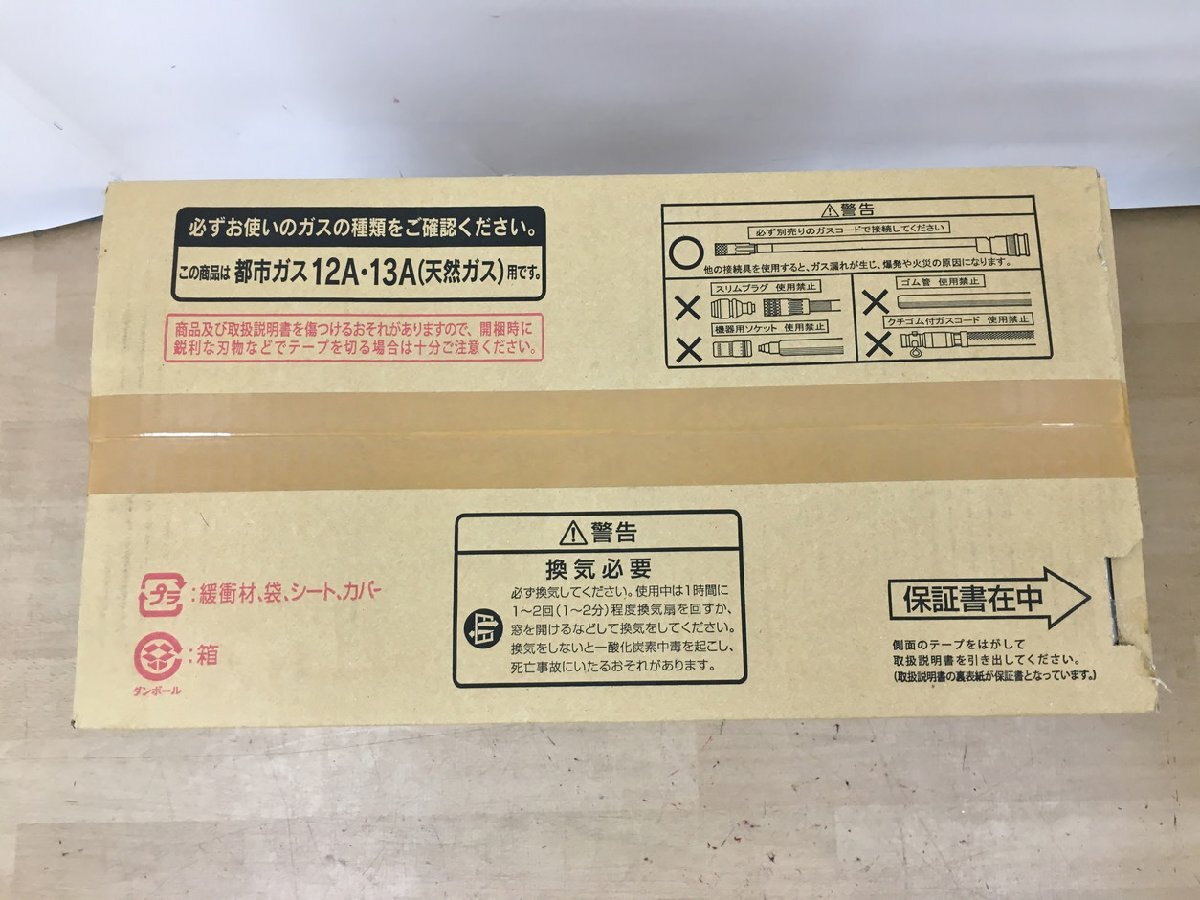 必ずお使いのガスの種類をご確認ください。
この商品は都市ガス12A・13A(天然ガス)用です。
商品及び取扱説明書を傷つけるおそれがありますので、開梱時に
鋭利な刃物などでテープを切る場合は十分ご注意ください。
⚠警告
必ず別売りのガスコードで接続してください
他の接続具を使用すると、ガス漏れが生じ、爆発や火災の原因になります。
スリムプラグ 使用禁止
ゴム管 使用禁止
機器用ソケット 使用禁止
クチゴム付ガスコード 使用禁止
⚠警告
換気必要
必ず換気してください。使用中は1時間に
1〜2回(1〜2分)程度換気扇を回すか、
窓を開けるなどして換気をしてください。
換気をしないと一酸化炭素中毒を起こし、
死亡事故にいたるおそれがあります。
プラ:緩衝材、袋、シート、カバー
:箱
ダンボール
保証書在中
側面のテープをはがして
取扱説明書を引き出してください。
(取扱説明書の裏表紙が保証書となっています。)